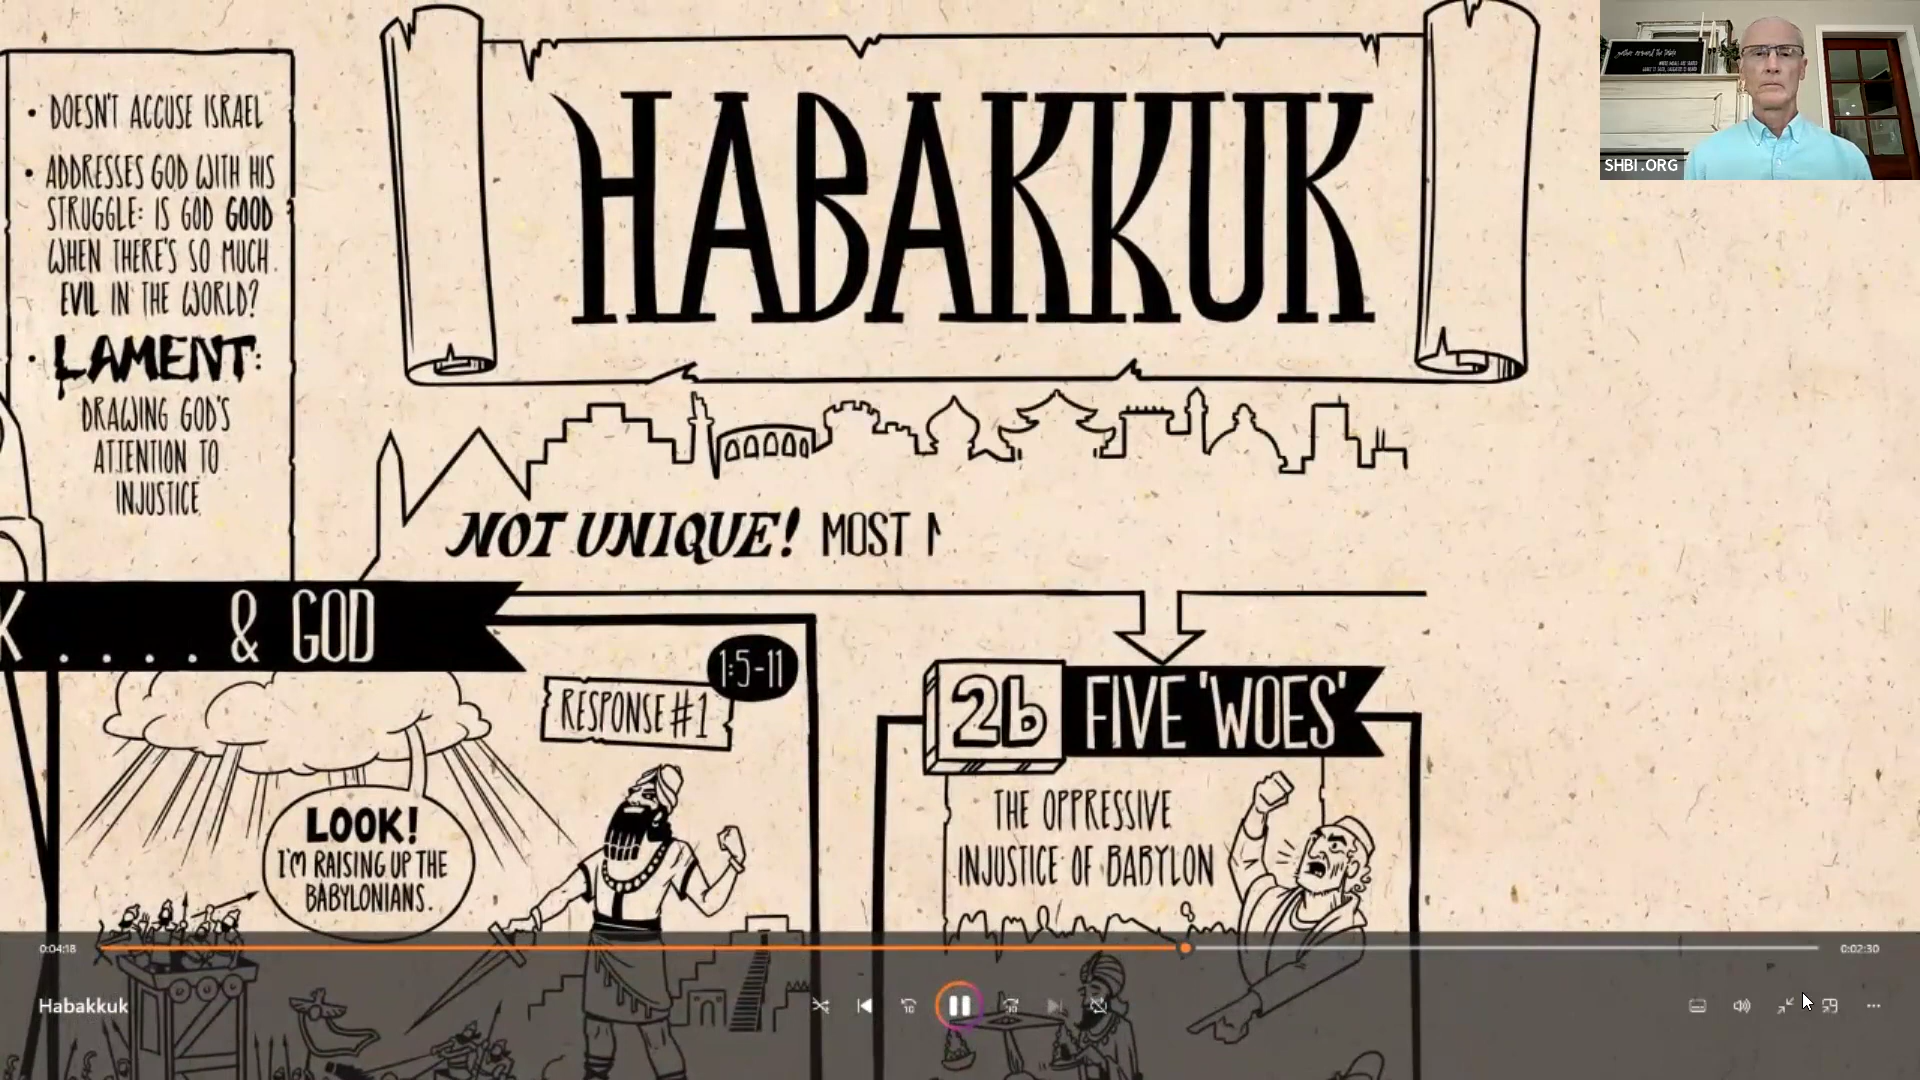 • DOESN'T ACCUSE ISRAEL
• ADDRESSES GOD WITH HIS
STRUGGLE: IS GOD GOOD
WHEN THERE'S SO MUCH
EVIL IN THE WORLD?
• LAMENT:
DRAWING GOD'S
ATTENTION TO
INJUSTICE
HABAKKUK
SHBI.ORG
NOT UNIQUE! MOST
K . . . . & GOD
1:5-11
RESPONSE #1
LOOK!
I'M RAISING UP THE
BABYLONIANS.
2b FIVE 'WOES'
THE OPPRESSIVE
INJUSTICE OF BABYLON
0:04:18
0:02:30
Habakkuk
10